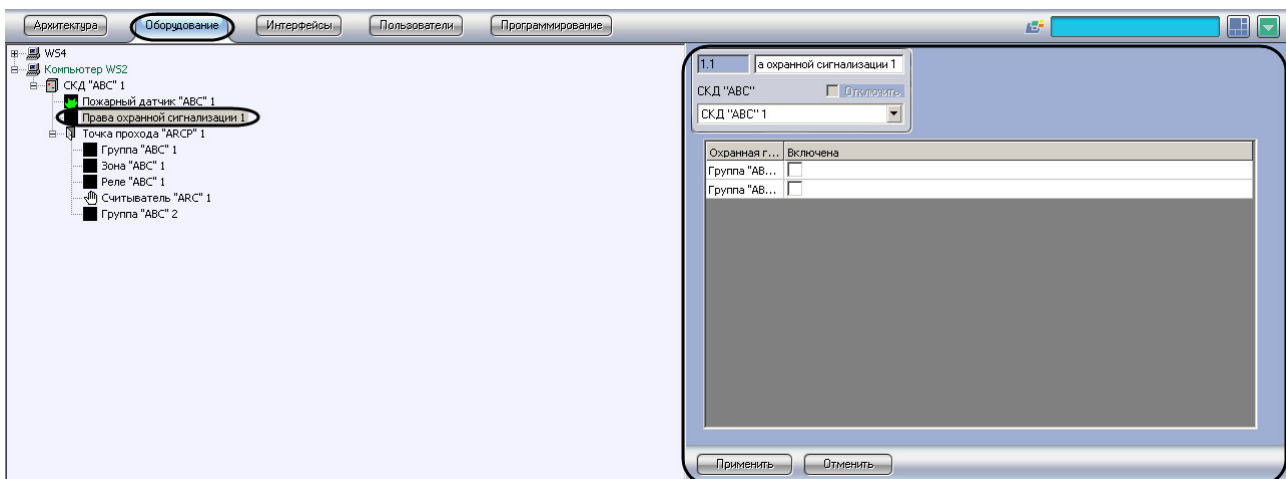 Архитектура Оборудование Интерфейсы Пользователи Программирование
WS4
Компьютер WS2
СКД "ABC" 1
Пожарный датчик "ABC" 1
Права охранной сигнализации 1
Точка прохода "ARCP" 1
Группа "ABC" 1
Зона "ABC" 1
Реле "ABC" 1
Считыватель "ARC" 1
Группа "ABC" 2
1.1 а охранной сигнализации 1
СКД "ABC" Отключить
СКД "ABC" 1
Охранная г... Включена
Группа "AB...
Группа "AB...
Применить Отменить